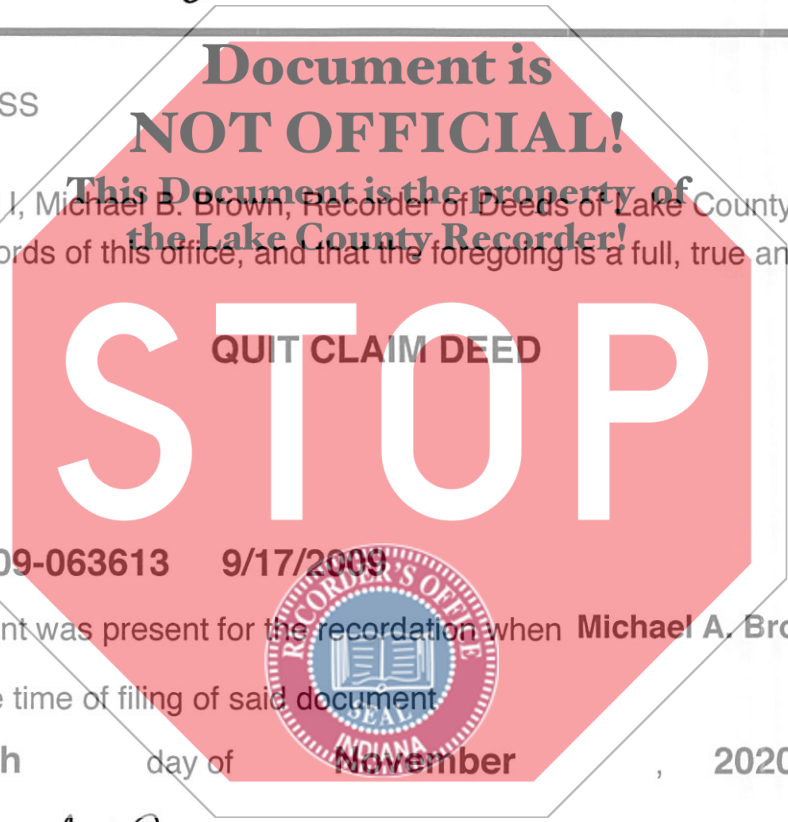 Document is
NOT OFFICIAL!
SS
This Document is the property of
I, Michael B. Brown, Recorder of Deeds of Lake County
the Lake County Recorder!
ords of this office, and that the foregoing is a full, true an
QUIT CLAIM DEED
STOP
09-063613 9/17/2009
RECORDER'S OFFICE
nt was present for the recordation when Michael A. Bro
e time of filing of said document
SEAL
INDIANA
h day of November , 2020